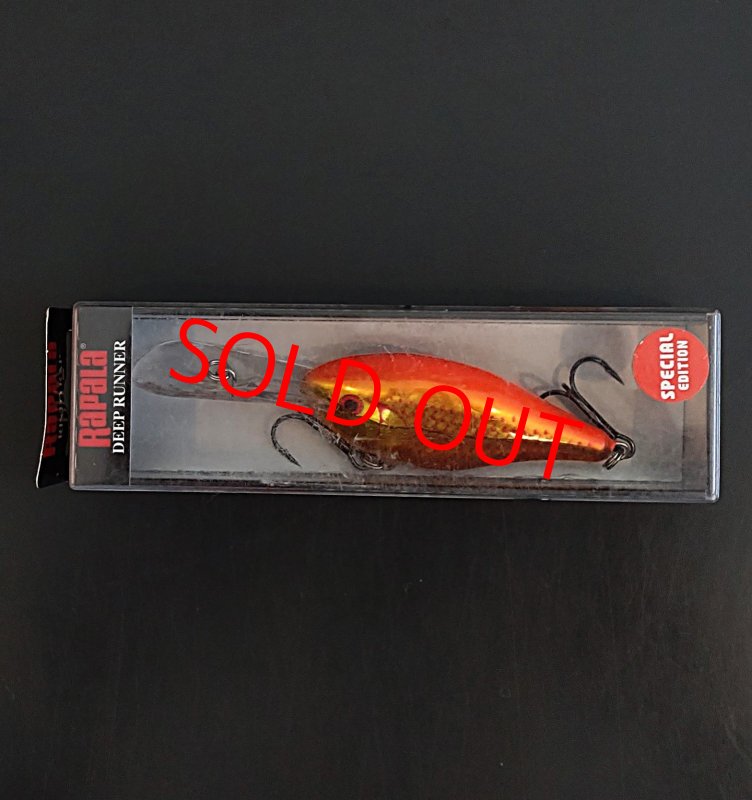 Rapala®
DEEP RUNNER
SOLD OUT
SPECIAL
EDITION